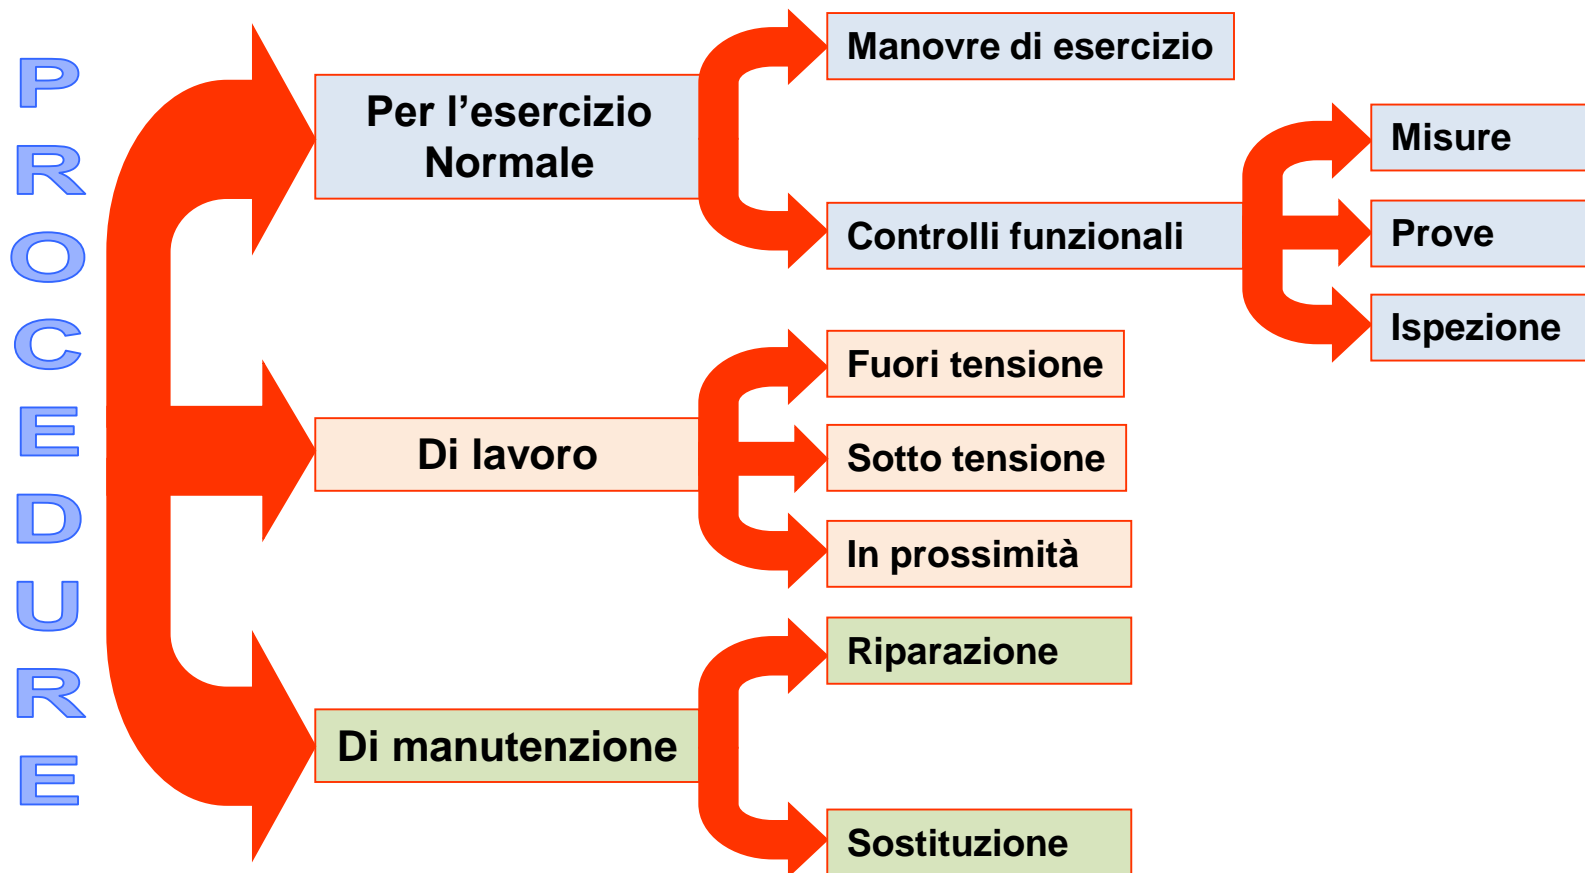 PROCEDURE
Per l’esercizio
Normale
Manovre di esercizio
Controlli funzionali
Misure
Prove
Ispezione
Di lavoro
Fuori tensione
Sotto tensione
In prossimità
Di manutenzione
Riparazione
Sostituzione